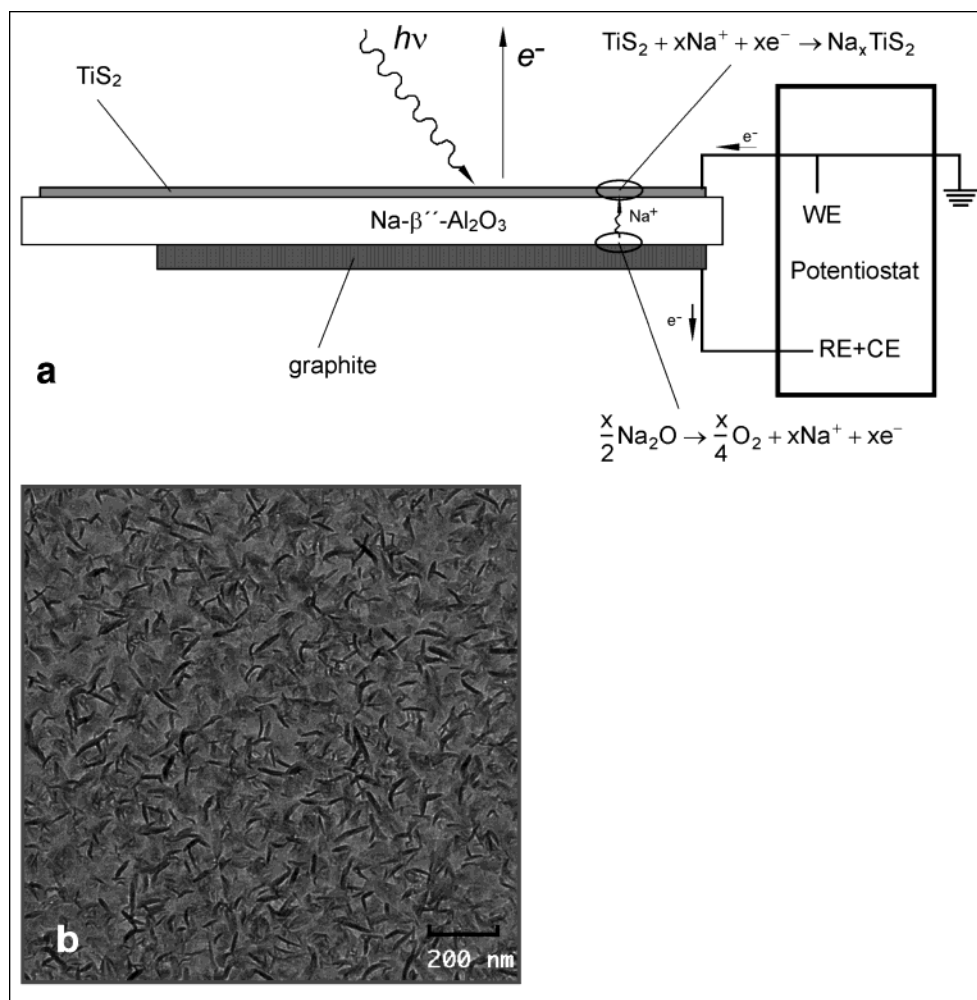 hν
e⁻
TiS₂ + xNa⁺ + xe⁻ → NaₓTiS₂
TiS₂
e⁻
Na-β´´-Al₂O₃
Na⁺
WE
Potentiostat
e⁻
RE+CE
graphite
a
x/2 Na₂O → x/4 O₂ + xNa⁺ + xe⁻
b
200 nm